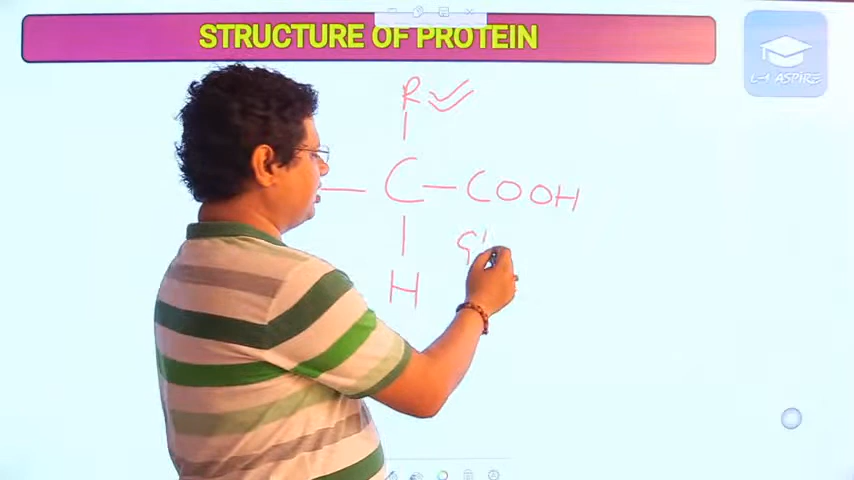 STRUCTURE OF PROTEIN
L-1 ASPIRE
R
C — COOH
H